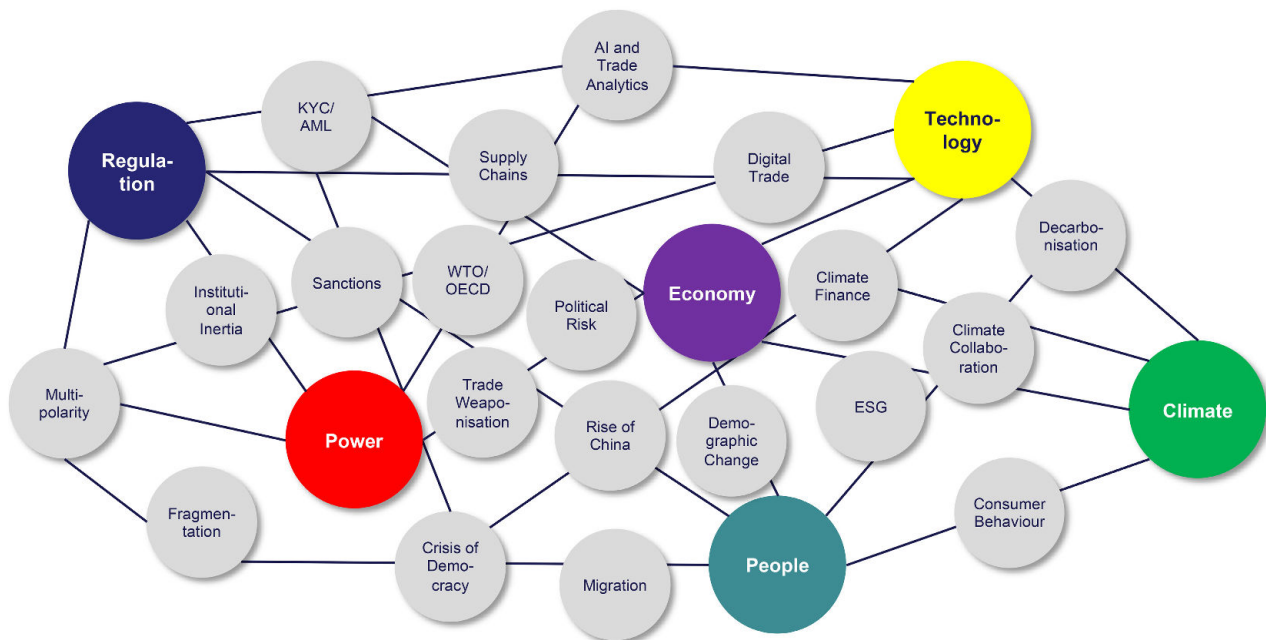 AI and
Trade
Analytics
KYC/
AML
Technolo-
gy
Regula-
tion
Supply
Chains
Digital
Trade
Decarbo-
nisation
Instituti-
onal
Inertia
Sanctions
WTO/
OECD
Political
Risk
Economy
Climate
Finance
Climate
Collabo-
ration
Multi-
polarity
Power
Trade
Weapo-
nisation
Rise of
China
Demo-
graphic
Change
ESG
Climate
Fragmen-
tation
Crisis of
Demo-
cracy
Migration
People
Consumer
Behaviour